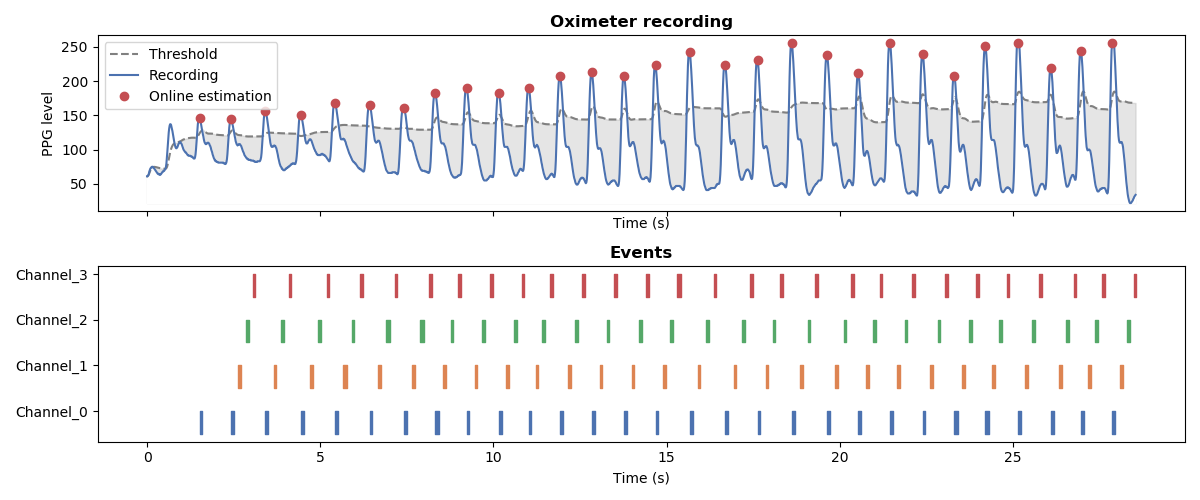 Oximeter recording
250
200
150
100
50
PPG level
Threshold
Recording
Online estimation
Time (s)
Events
Channel_3
Channel_2
Channel_1
Channel_0
0 5 10 15 20 25
Time (s)